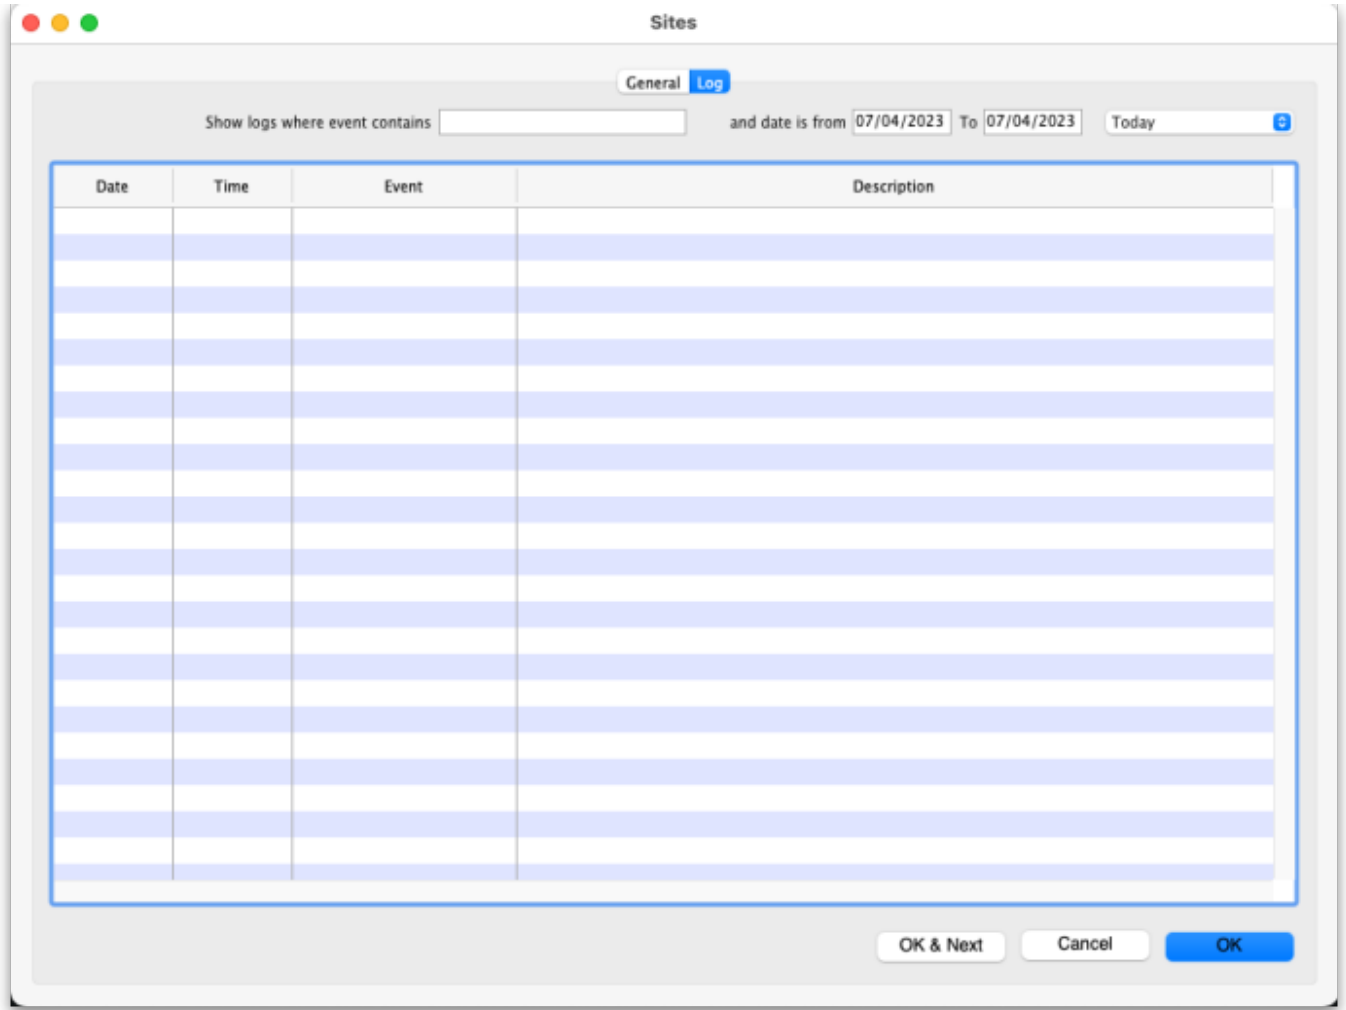 Sites
General Log
Show logs where event contains and date is from 07/04/2023 To 07/04/2023 Today
Date Time Event Description
OK & Next Cancel OK